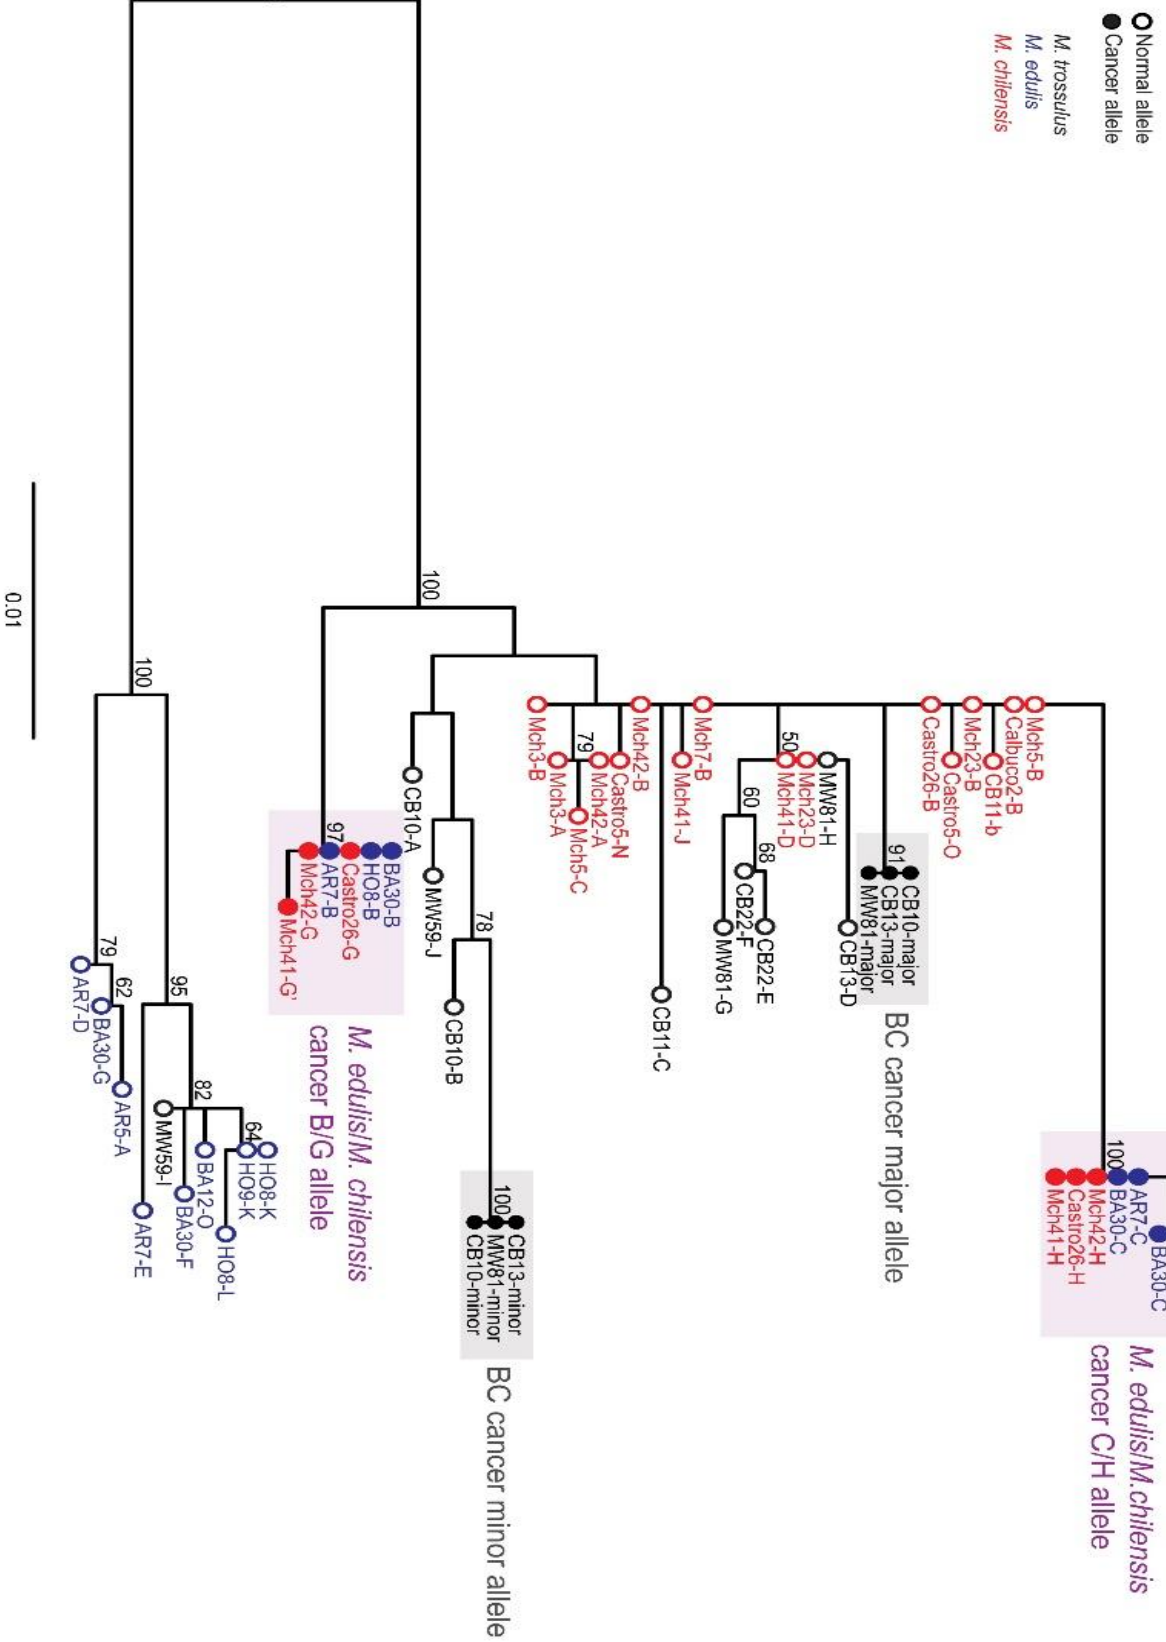 Normal allele
Cancer allele
M. trossulus
M. edulis
M. chilensis
BA30-C
AR7-C
100
BA30-C
Mch42-H
Castro26-H
Mch41-H
M. edulis/M.chilensis
cancer C/H allele
Mch5-B
Calbuco2-B
CB11-b
Mch23-B
Castro5-O
Castro26-B
91
CB10-major
CB13-major
MW81-major
BC cancer major allele
CB13-D
MW81-H
Mch23-D
50
Mch41-D
68
CB22-E
60
CB22-F
MW81-G
Mch7-B
Mch41-J
CB11-C
Mch42-B
Castro5-N
79
Mch42-A
Mch5-C
Mch3-A
Mch3-B
100
CB13-minor
MW81-minor
CB10-minor
BC cancer minor allele
78
CB10-B
MW59-J
CB10-A
100
BA30-B
HO8-B
Castro26-G
97
AR7-B
Mch42-G
Mch41-G'
M. edulis/M. chilensis
cancer B/G allele
HO8-K
64
HO9-K
HO8-L
82
BA12-O
BA30-F
MW59-I
95
AR7-E
100
AR5-A
62
BA30-G
79
AR7-D
0.01